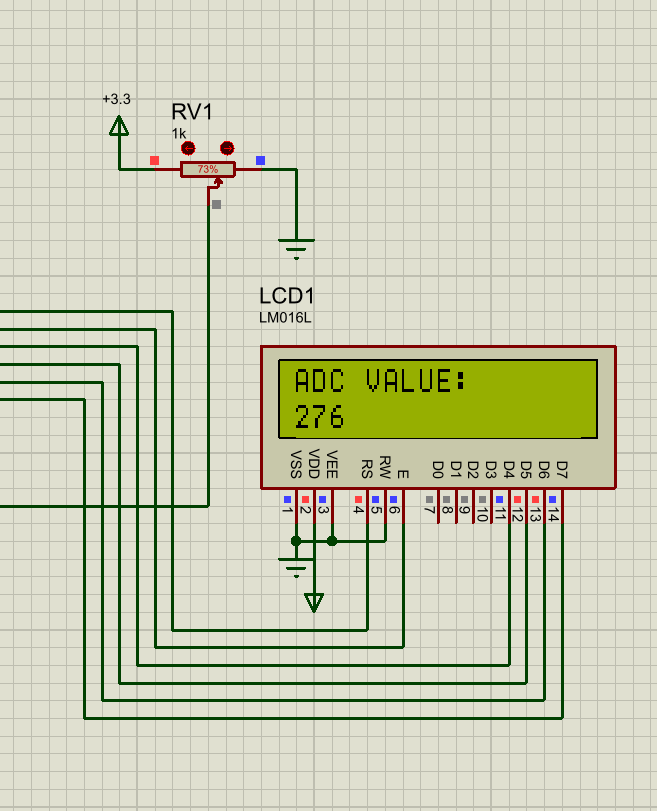 +3.3
RV1
1k
73%
LCD1
LM016L
ADC VALUE:
276
VSS VDD VEE RS RW E D0 D1 D2 D3 D4 D5 D6 D7
1 2 3 4 5 6 7 8 9 10 11 12 13 14